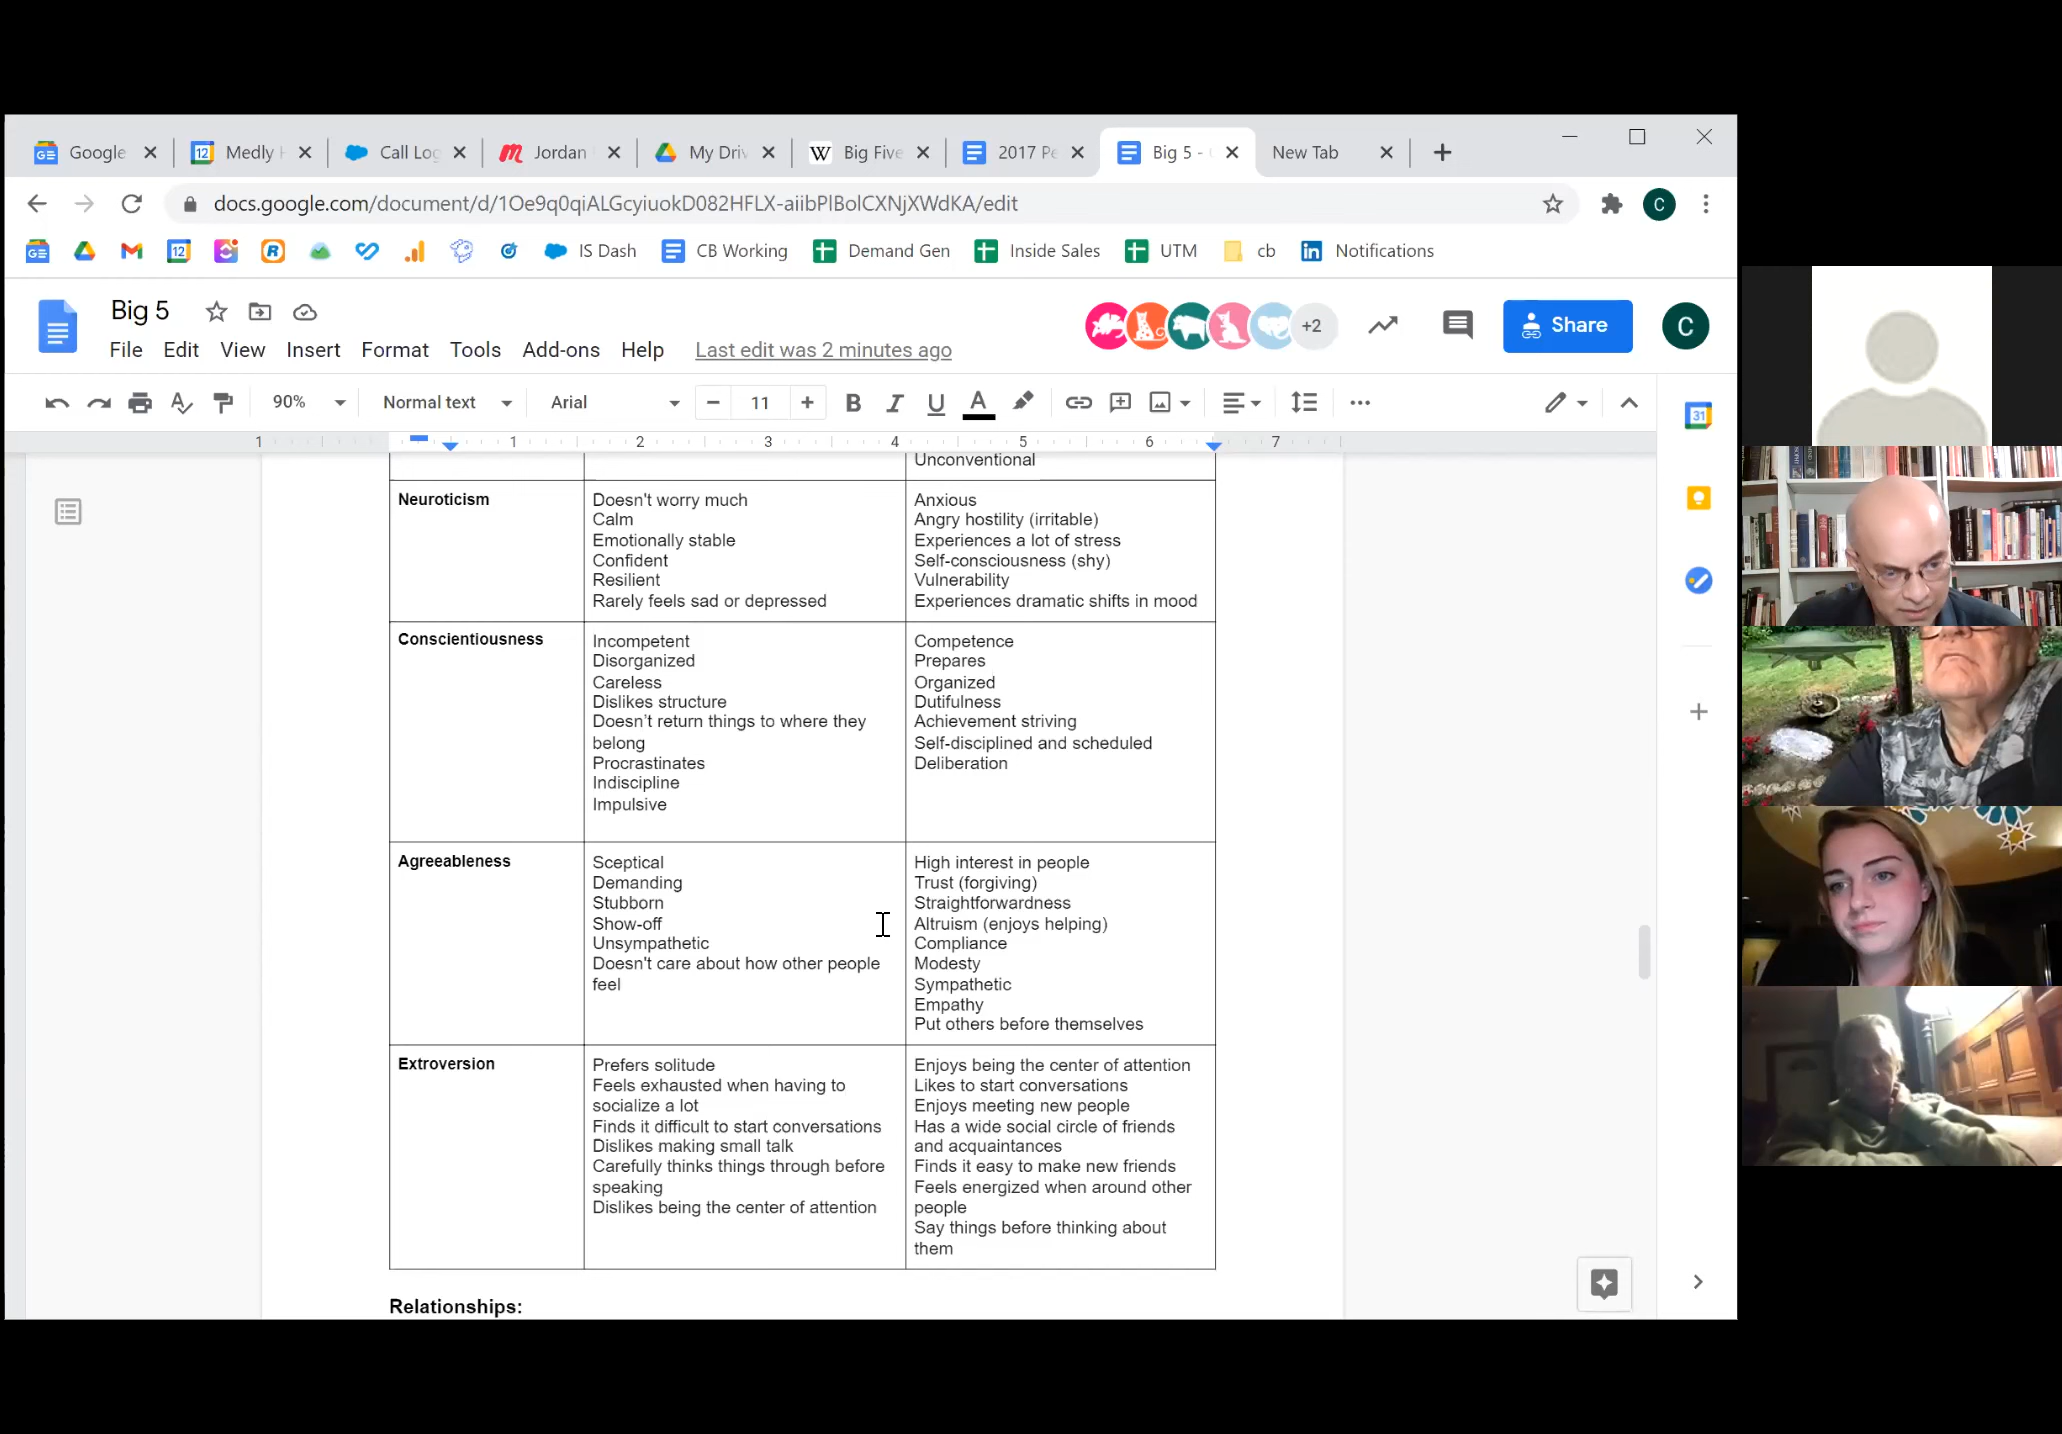 Google
Medly H
Call Log
Jordan
My Driv
Big Five
2017 Pe
Big 5 -
New Tab
docs.google.com/document/d/1Oe9q0qiALGcyiuokD082HFLX-aiibPlBolCXNjXWdKA/edit
C
IS Dash
CB Working
Demand Gen
Inside Sales
UTM
cb
Notifications
Big 5
+2
Share
C
File Edit View Insert Format Tools Add-ons Help Last edit was 2 minutes ago
90% Normal text Arial 11
1 1 2 3 4 5 6 7
Unconventional
Neuroticism
Doesn't worry much
Calm
Emotionally stable
Confident
Resilient
Rarely feels sad or depressed
Anxious
Angry hostility (irritable)
Experiences a lot of stress
Self-consciousness (shy)
Vulnerability
Experiences dramatic shifts in mood
Conscientiousness
Incompetent
Disorganized
Careless
Dislikes structure
Doesn't return things to where they
belong
Procrastinates
Indiscipline
Impulsive
Competence
Prepares
Organized
Dutifulness
Achievement striving
Self-disciplined and scheduled
Deliberation
Agreeableness
Sceptical
Demanding
Stubborn
Show-off
Unsympathetic
Doesn't care about how other people
feel
High interest in people
Trust (forgiving)
Straightforwardness
Altruism (enjoys helping)
Compliance
Modesty
Sympathetic
Empathy
Put others before themselves
Extroversion
Prefers solitude
Feels exhausted when having to
socialize a lot
Finds it difficult to start conversations
Dislikes making small talk
Carefully thinks things through before
speaking
Dislikes being the center of attention
Enjoys being the center of attention
Likes to start conversations
Enjoys meeting new people
Has a wide social circle of friends
and acquaintances
Finds it easy to make new friends
Feels energized when around other
people
Say things before thinking about
them
Relationships: